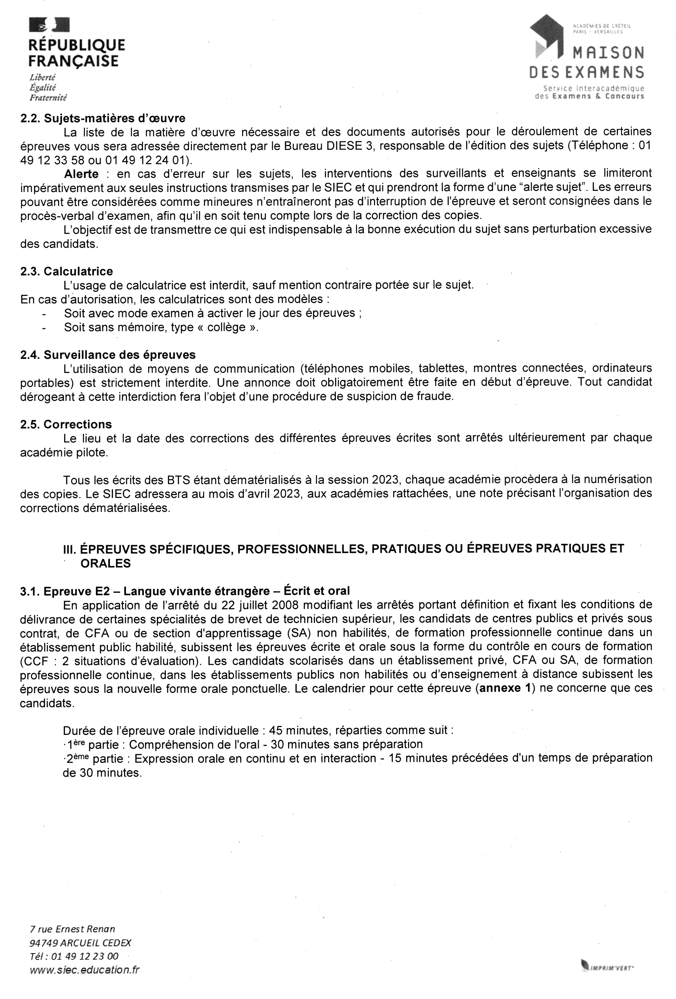 RÉPUBLIQUE
FRANÇAISE
Liberté
Égalité
Fraternité
ACADÉMIES DE CRÉTEIL
PARIS - VERSAILLES
MAISON
DES EXAMENS
Service Interacadémique
des Examens & Concours
2.2. Sujets-matières d’œuvre
La liste de la matière d’œuvre nécessaire et des documents autorisés pour le déroulement de certaines
épreuves vous sera adressée directement par le Bureau DIESE 3, responsable de l’édition des sujets (Téléphone : 01
49 12 33 58 ou 01 49 12 24 01).
Alerte : en cas d’erreur sur les sujets, les interventions des surveillants et enseignants se limiteront
impérativement aux seules instructions transmises par le SIEC et qui prendront la forme d’une “alerte sujet”. Les erreurs
pouvant être considérées comme mineures n’entraîneront pas d’interruption de l'épreuve et seront consignées dans le
procès-verbal d’examen, afin qu’il en soit tenu compte lors de la correction des copies.
L’objectif est de transmettre ce qui est indispensable à la bonne exécution du sujet sans perturbation excessive
des candidats.
2.3. Calculatrice
L’usage de calculatrice est interdit, sauf mention contraire portée sur le sujet.
En cas d’autorisation, les calculatrices sont des modèles :
- Soit avec mode examen à activer le jour des épreuves ;
- Soit sans mémoire, type « collège ».
2.4. Surveillance des épreuves
L’utilisation de moyens de communication (téléphones mobiles, tablettes, montres connectées, ordinateurs
portables) est strictement interdite. Une annonce doit obligatoirement être faite en début d’épreuve. Tout candidat
dérogeant à cette interdiction fera l’objet d’une procédure de suspicion de fraude.
2.5. Corrections
Le lieu et la date des corrections des différentes épreuves écrites sont arrêtés ultérieurement par chaque
académie pilote.
Tous les écrits des BTS étant dématérialisés à la session 2023, chaque académie procèdera à la numérisation
des copies. Le SIEC adressera au mois d’avril 2023, aux académies rattachées, une note précisant l’organisation des
corrections dématérialisées.
III. ÉPREUVES SPÉCIFIQUES, PROFESSIONNELLES, PRATIQUES OU ÉPREUVES PRATIQUES ET
ORALES
3.1. Epreuve E2 – Langue vivante étrangère – Écrit et oral
En application de l’arrêté du 22 juillet 2008 modifiant les arrêtés portant définition et fixant les conditions de
délivrance de certaines spécialités de brevet de technicien supérieur, les candidats de centres publics et privés sous
contrat, de CFA ou de section d'apprentissage (SA) non habilités, de formation professionnelle continue dans un
établissement public habilité, subissent les épreuves écrite et orale sous la forme du contrôle en cours de formation
(CCF : 2 situations d’évaluation). Les candidats scolarisés dans un établissement privé, CFA ou SA, de formation
professionnelle continue, dans les établissements publics non habilités ou d’enseignement à distance subissent les
épreuves sous la nouvelle forme orale ponctuelle. Le calendrier pour cette épreuve (annexe 1) ne concerne que ces
candidats.
Durée de l’épreuve orale individuelle : 45 minutes, réparties comme suit :
·1ère partie : Compréhension de l'oral - 30 minutes sans préparation
·2ème partie : Expression orale en continu et en interaction - 15 minutes précédées d'un temps de préparation
de 30 minutes.
7 rue Ernest Renan
94749 ARCUEIL CEDEX
Tél : 01 49 12 23 00
www.siec.education.fr
IMPRIM'VERT®